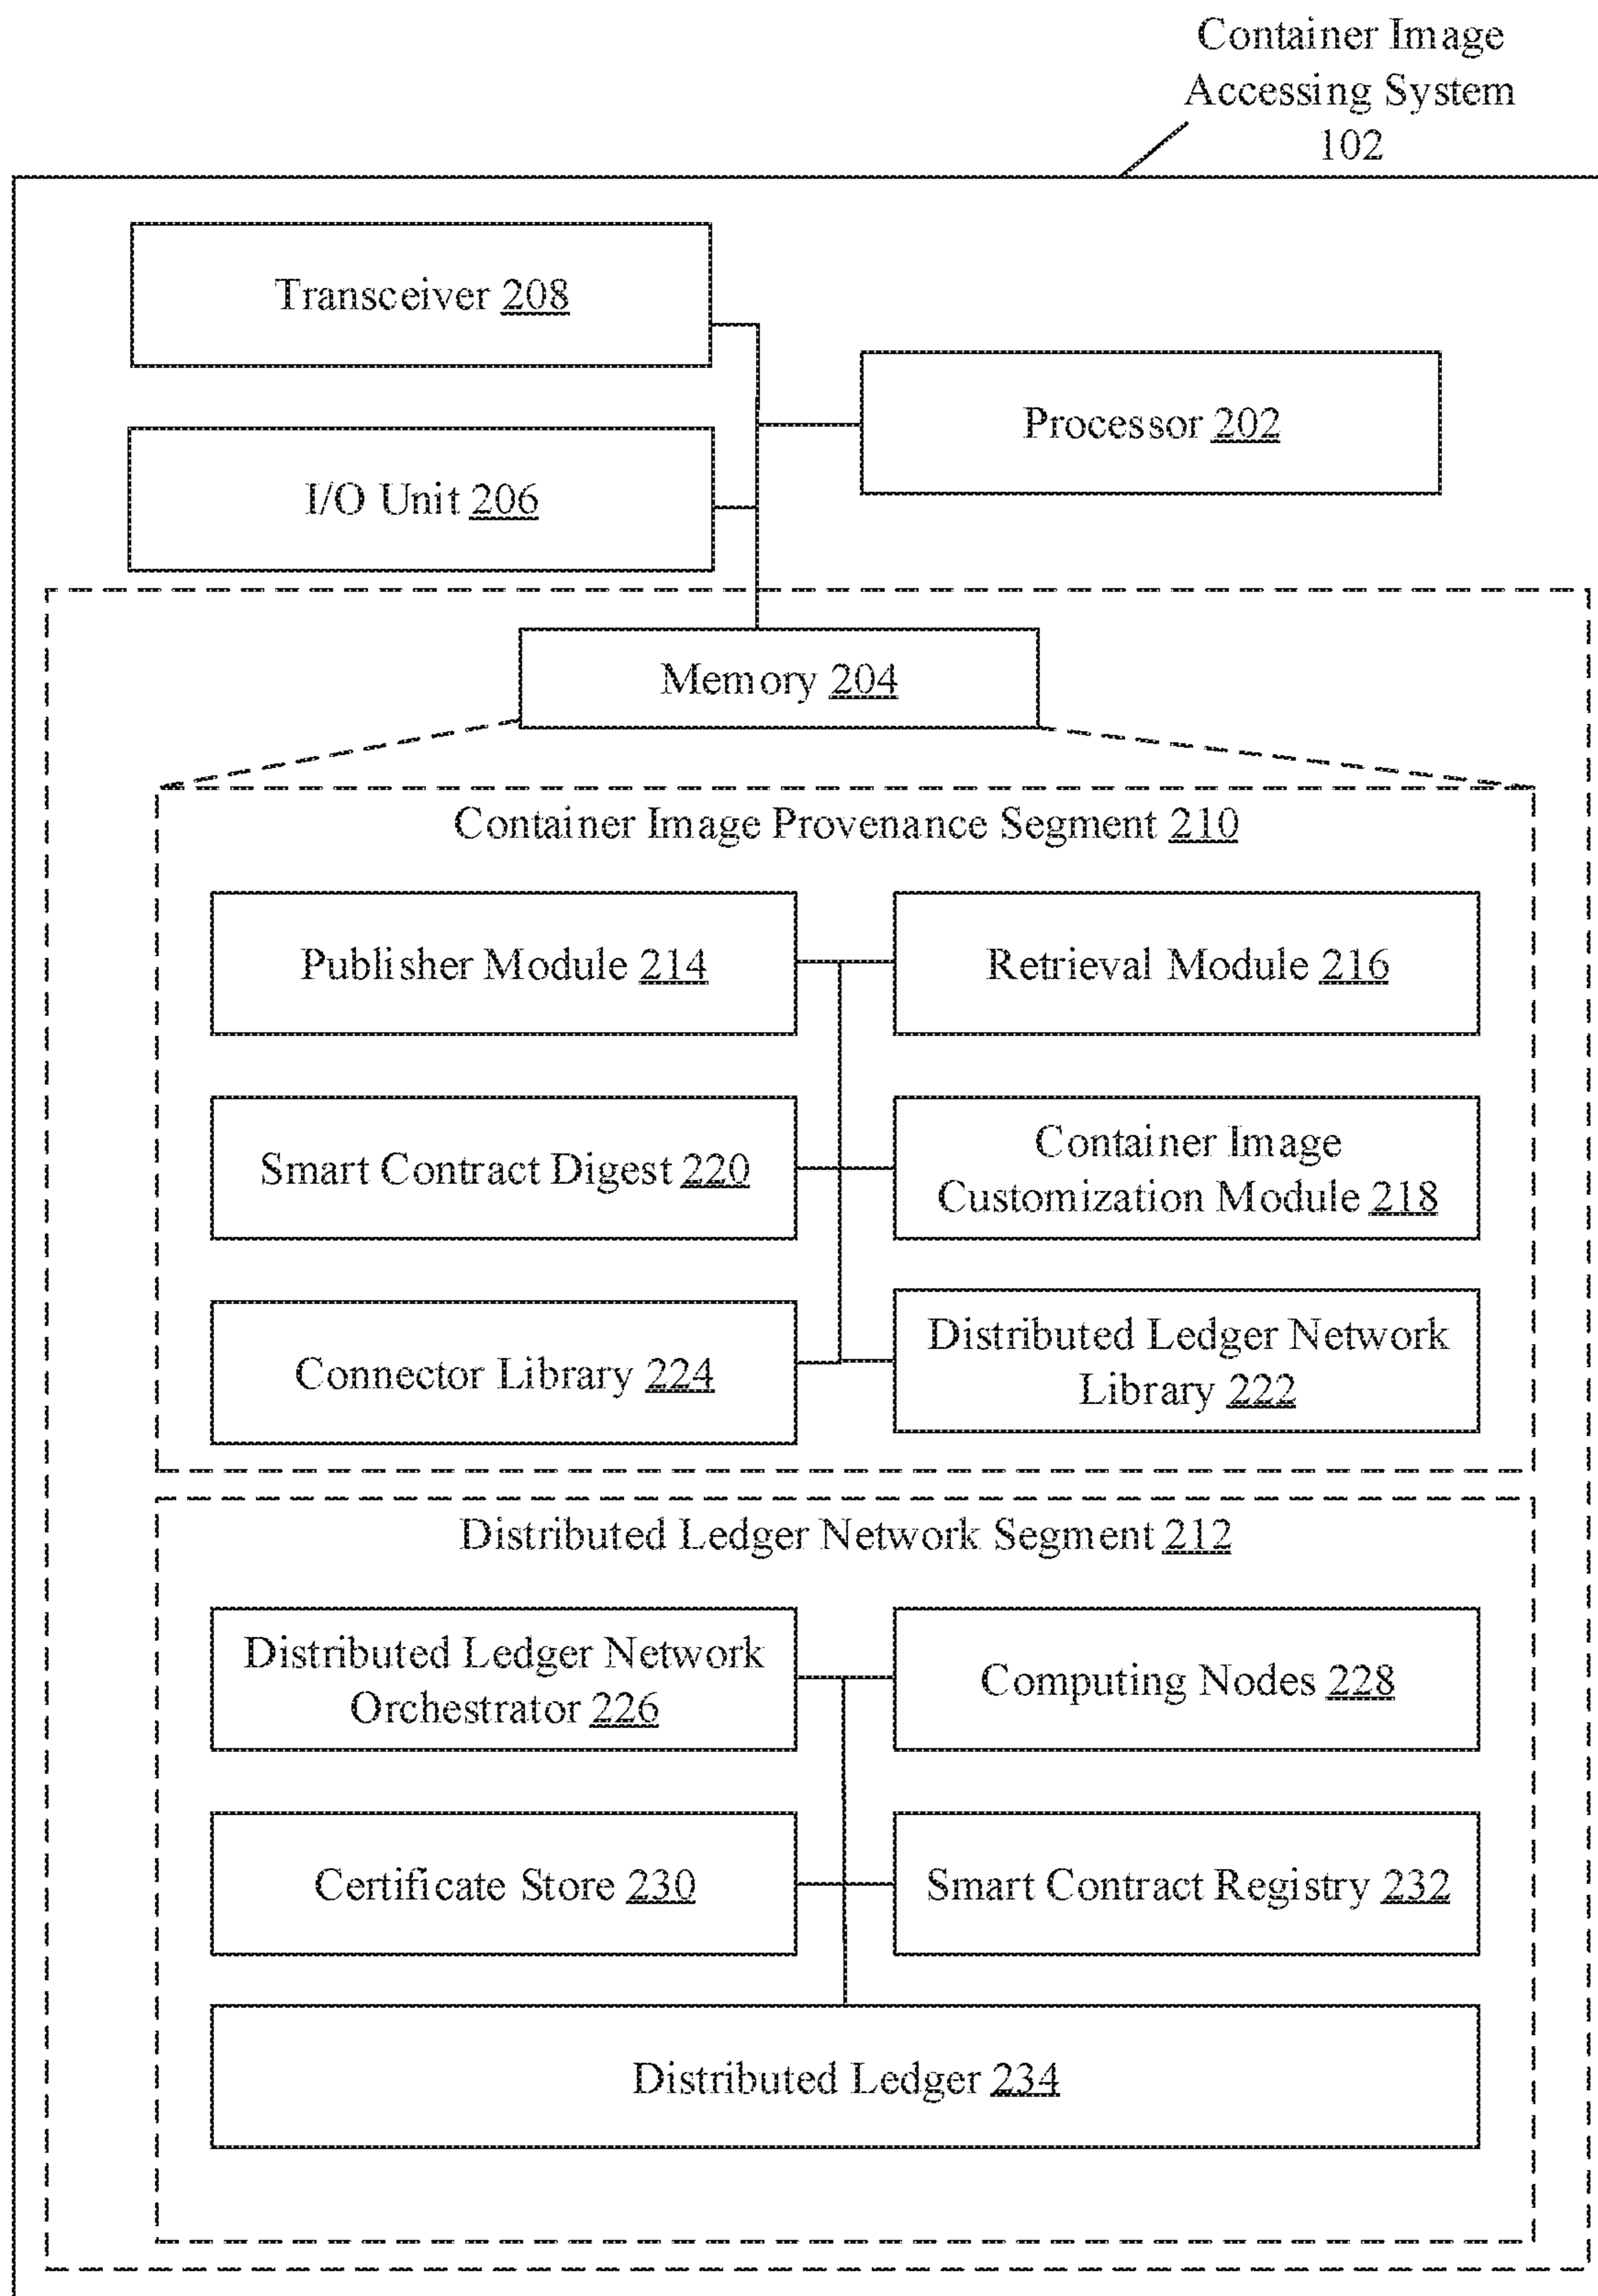 Container Image
Accessing System
102
Transceiver 208
Processor 202
I/O Unit 206
Memory 204
Container Image Provenance Segment 210
Publisher Module 214
Retrieval Module 216
Smart Contract Digest 220
Container Image
Customization Module 218
Connector Library 224
Distributed Ledger Network
Library 222
Distributed Ledger Network Segment 212
Distributed Ledger Network
Orchestrator 226
Computing Nodes 228
Certificate Store 230
Smart Contract Registry 232
Distributed Ledger 234